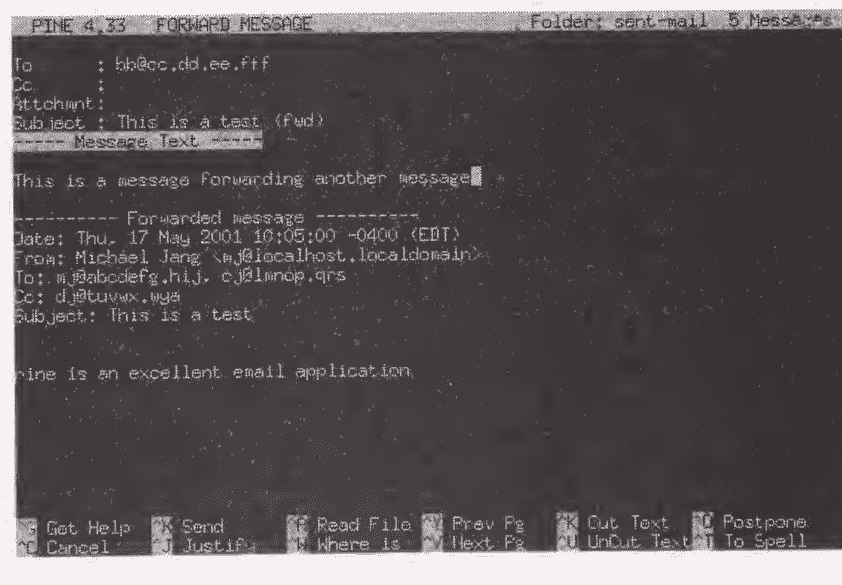 PINE 4.33 FORWARD MESSAGE Folder: sent-mail 5 Messages
To : bb@cc.dd.ee.fff
Cc :
Attchmnt:
Subject : This is a test (fwd)
----- Message Text -----
This is a message forwarding another message
---------- Forwarded message ----------
Date: Thu, 17 May 2001 10:05:00 -0400 (EDT)
From: Michael Jang <mj@localhost.localdomain>
To: mj@abcdefg.hij, cj@lmnop.qrs
Cc: dj@tuvwx.wya
Subject: This is a test
Pine is an excellent email application
^G Get Help ^X Send ^R Read File ^Y Prev Pg ^K Cut Text ^O Postpone
^C Cancel ^J Justify ^W Where is ^V Next Pg ^U UnCut Text ^T To Spell